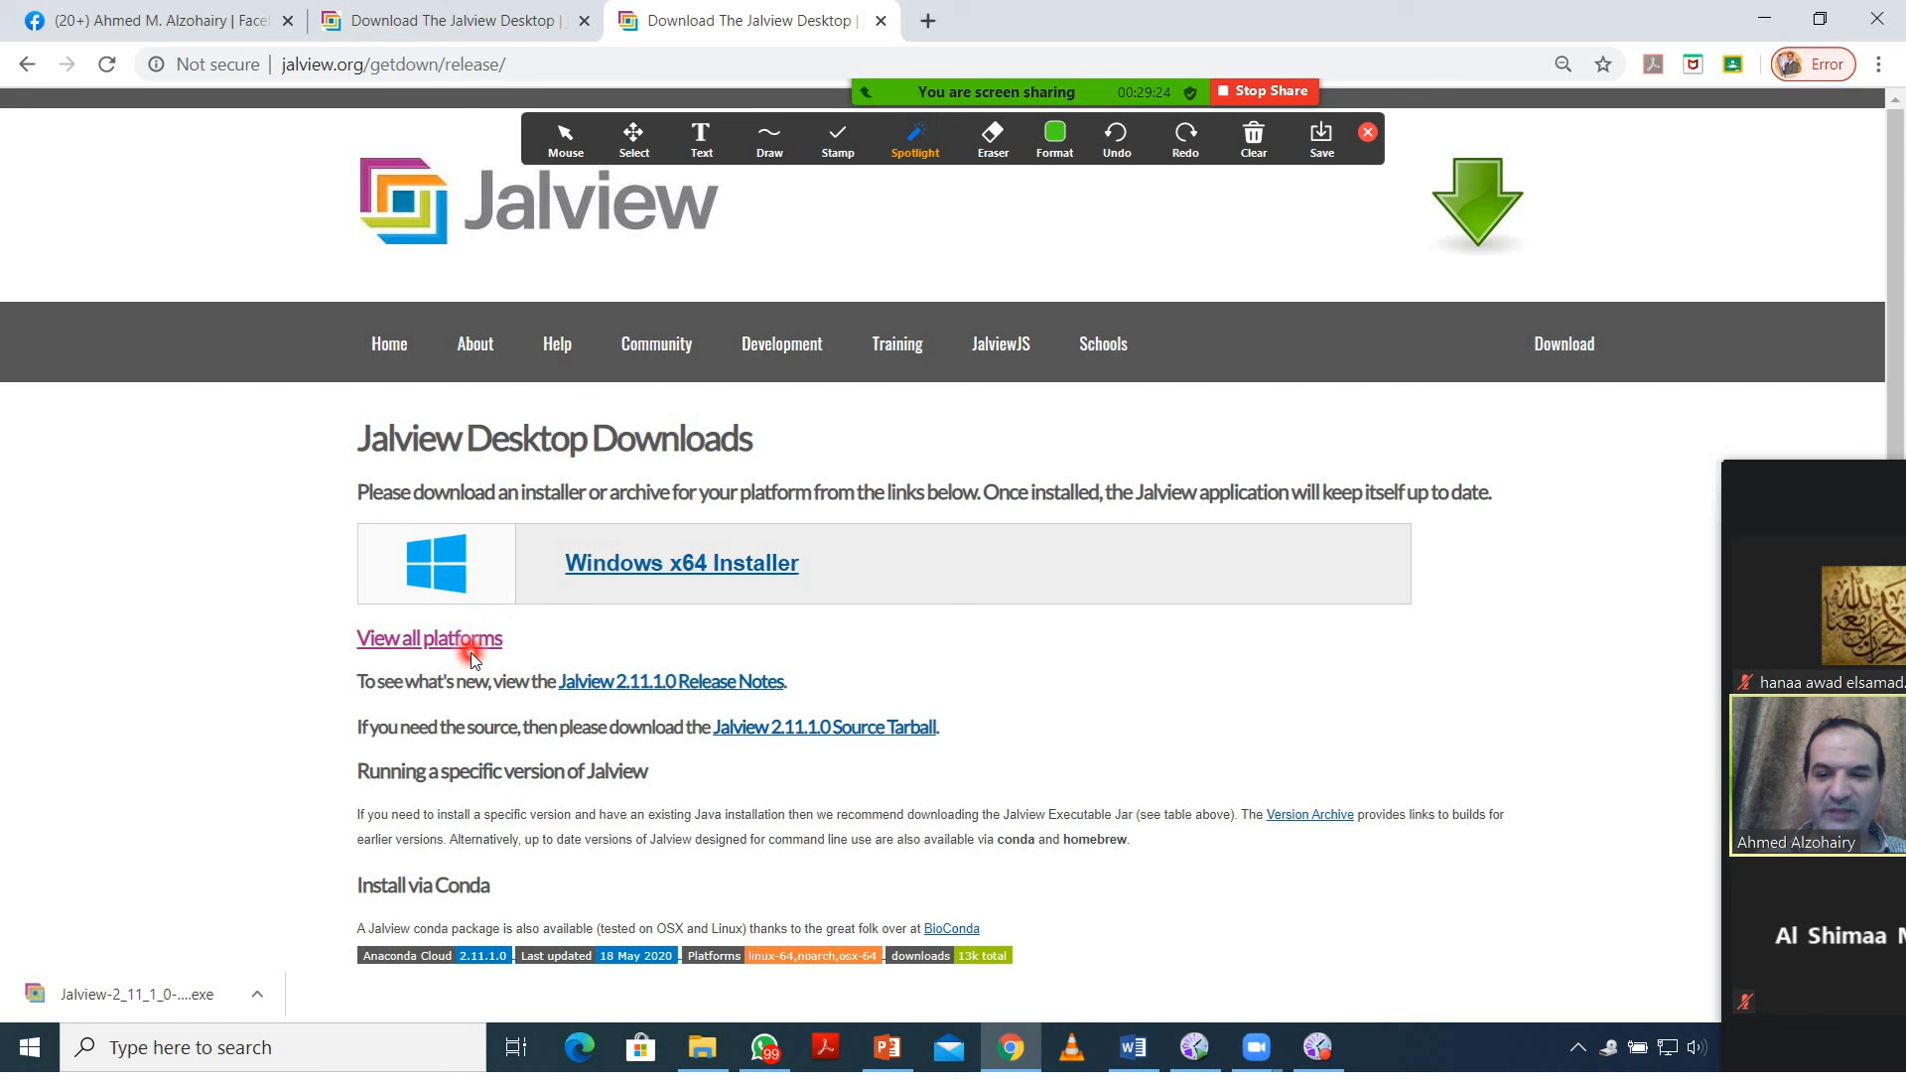 (20+) Ahmed M. Alzohairy | Face
Download The Jalview Desktop |
Download The Jalview Desktop |
Not secure | jalview.org/getdown/release/
Error
You are screen sharing 00:29:24 Stop Share
Mouse Select Text Draw Stamp Spotlight Eraser Format Undo Redo Clear Save
Jalview
Home About Help Community Development Training JalviewJS Schools Download
Jalview Desktop Downloads
Please download an installer or archive for your platform from the links below. Once installed, the Jalview application will keep itself up to date.
Windows x64 Installer
View all platforms
To see what's new, view the Jalview 2.11.1.0 Release Notes.
If you need the source, then please download the Jalview 2.11.1.0 Source Tarball.
Running a specific version of Jalview
If you need to install a specific version and have an existing Java installation then we recommend downloading the Jalview Executable Jar (see table above). The Version Archive provides links to builds for
earlier versions. Alternatively, up to date versions of Jalview designed for command line use are also available via conda and homebrew.
Install via Conda
A Jalview conda package is also available (tested on OSX and Linux) thanks to the great folk over at BioConda
Anaconda Cloud 2.11.1.0 Last updated 18 May 2020 Platforms linux-64,noarch,osx-64 downloads 13k total
hanaa awad elsamad.
Ahmed Alzohairy
Al Shimaa M
Jalview-2_11_1_0-....exe
Type here to search
99